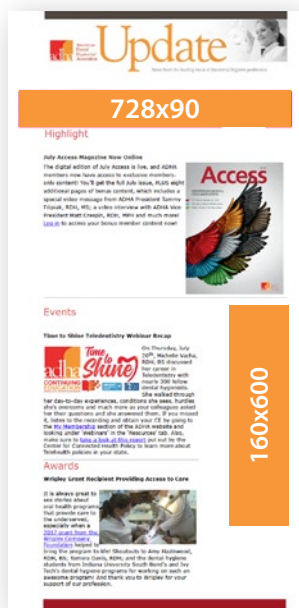 adha
American
Dental
Hygienists'
Association
Update
728x90
Highlight
July Access Magazine Now Online
The digital edition of July Access is live, and ADHA
members now have access to exclusive members-
only content! You'll get the full July issue, PLUS eight
additional pages of bonus content, which includes a
special video message from ADHA President Tammy
Filipiak, RDH, MS; a video interview with ADHA Vice
President Matt Crespin, RDH, MPH and much more!
Log in to access your bonus member content now!
Access
Events
Time to Shine Teledentistry Webinar Recap
adha
CONTINUING
EDUCATION
Time to
Shine!
On Thursday, July
20th, Michelle Vacha,
RDH, BS discussed
her career in
Teledentistry with
nearly 300 fellow
dental hygienists.
She walked through
her day-to-day experiences, conditions she sees, hurdles
she's overcome and much more as your colleagues asked
her their questions and she answered them. If you missed
it, listen to the recording and obtain your CE by going to
the My Membership section of the ADHA website and
looking under 'Webinars' in the 'Resources' tab. Also,
make sure to take a look at this report put out by the
Center for Connected Health Policy to learn more about
Telehealth policies in your state.
160x600
Awards
Wrigley Grant Recipient Providing Access to Care
It is always great to
see stories about
oral health programs
that provide care to
the underserved,
especially when a
2017 grant from the
Wrigley Company
Foundation helped to
bring the program to life! Shoutouts to Amy
RDH, BS; Tammy Davis, RDH; and the dental hygiene
students from Indiana University South Bend's and Ivy
Tech's dental hygiene programs for working on such an
awesome program! And thank you to Wrigley for your
support of our profession.